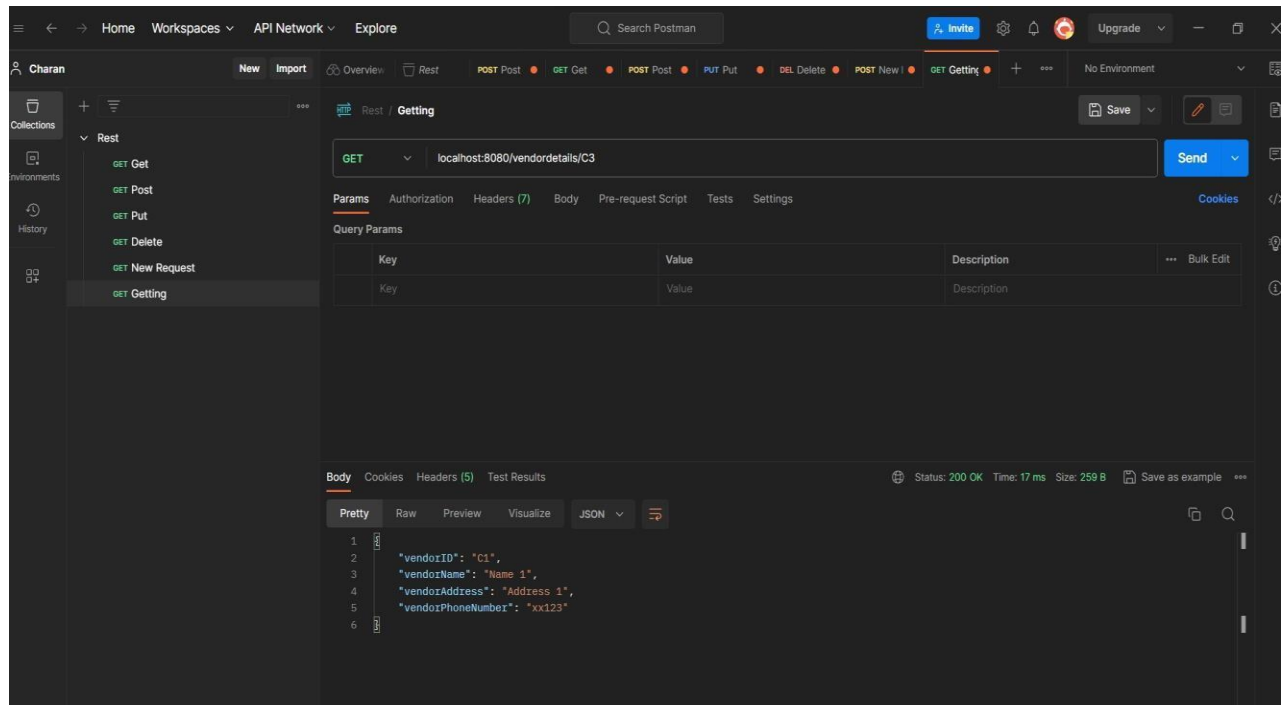 Home Workspaces API Network Explore Search Postman Invite Upgrade
Charan New Import Overview Rest POST Post GET Get POST Post PUT Put DEL Delete POST New GET Getting No Environment
Collections
Environments
History
Rest
GET Get
GET Post
GET Put
GET Delete
GET New Request
GET Getting
HTTP Rest / Getting Save
GET localhost:8080/vendordetails/C3 Send
Params Authorization Headers (7) Body Pre-request Script Tests Settings Cookies
Query Params
Key Value Description Bulk Edit
Key Value Description
Body Cookies Headers (5) Test Results Status: 200 OK Time: 17 ms Size: 259 B Save as example
Pretty Raw Preview Visualize JSON
1 {
2 "vendorID": "C1",
3 "vendorName": "Name 1",
4 "vendorAddress": "Address 1",
5 "vendorPhoneNumber": "xx123"
6 }